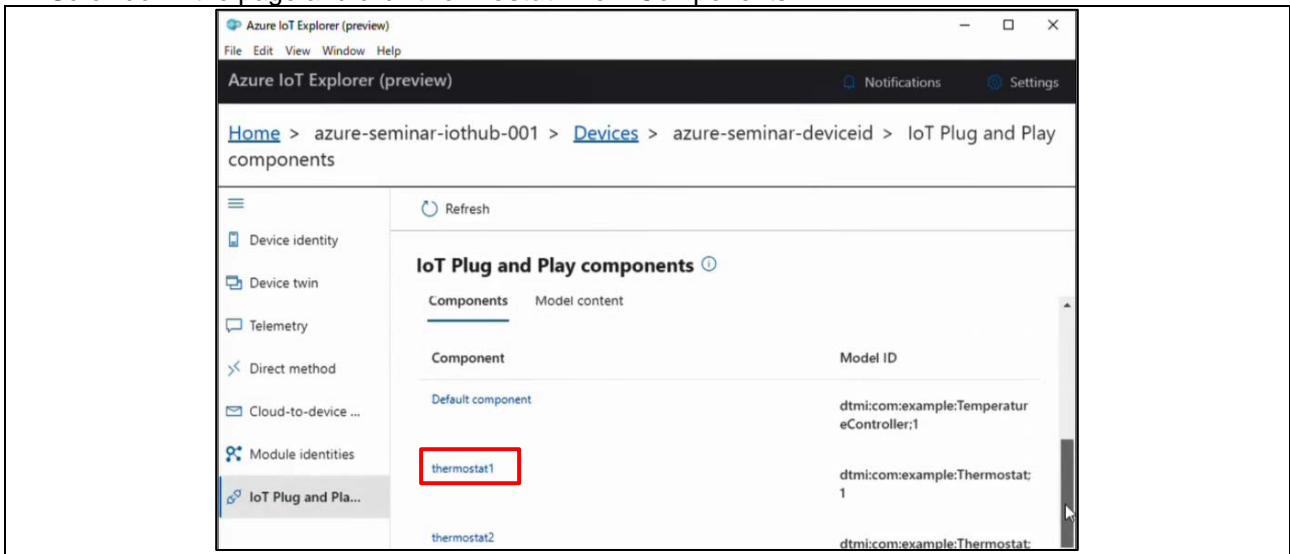 Azure IoT Explorer (preview)
File Edit View Window Help
Azure IoT Explorer (preview)
Notifications
Settings
Home > azure-seminar-iothub-001 > Devices > azure-seminar-deviceid > IoT Plug and Play
components
Refresh
Device identity
Device twin
Telemetry
Direct method
Cloud-to-device ...
Module identities
IoT Plug and Pla...
IoT Plug and Play components
Components Model content
Component Model ID
Default component
dtmi:com:example:Temperatur
eController;1
thermostat1
dtmi:com:example:Thermostat;
1
thermostat2
dtmi:com:example:Thermostat;